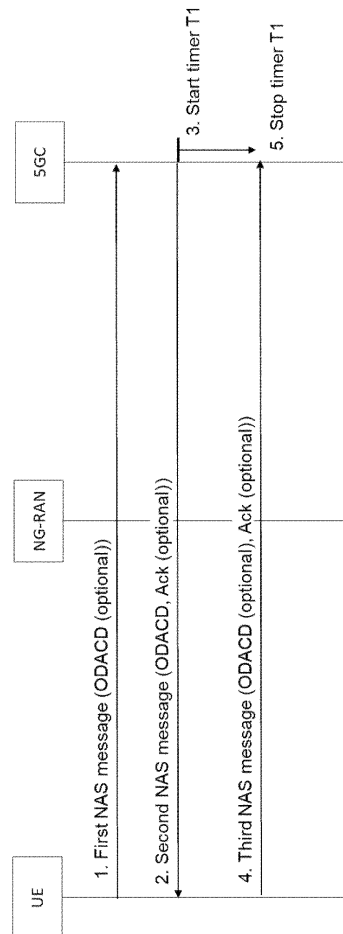 UE
NG-RAN
5GC
1. First NAS message (ODACD (optional))
2. Second NAS message (ODACD, Ack (optional))
3. Start timer T1
4. Third NAS message (ODACD (optional), Ack (optional))
5. Stop timer T1